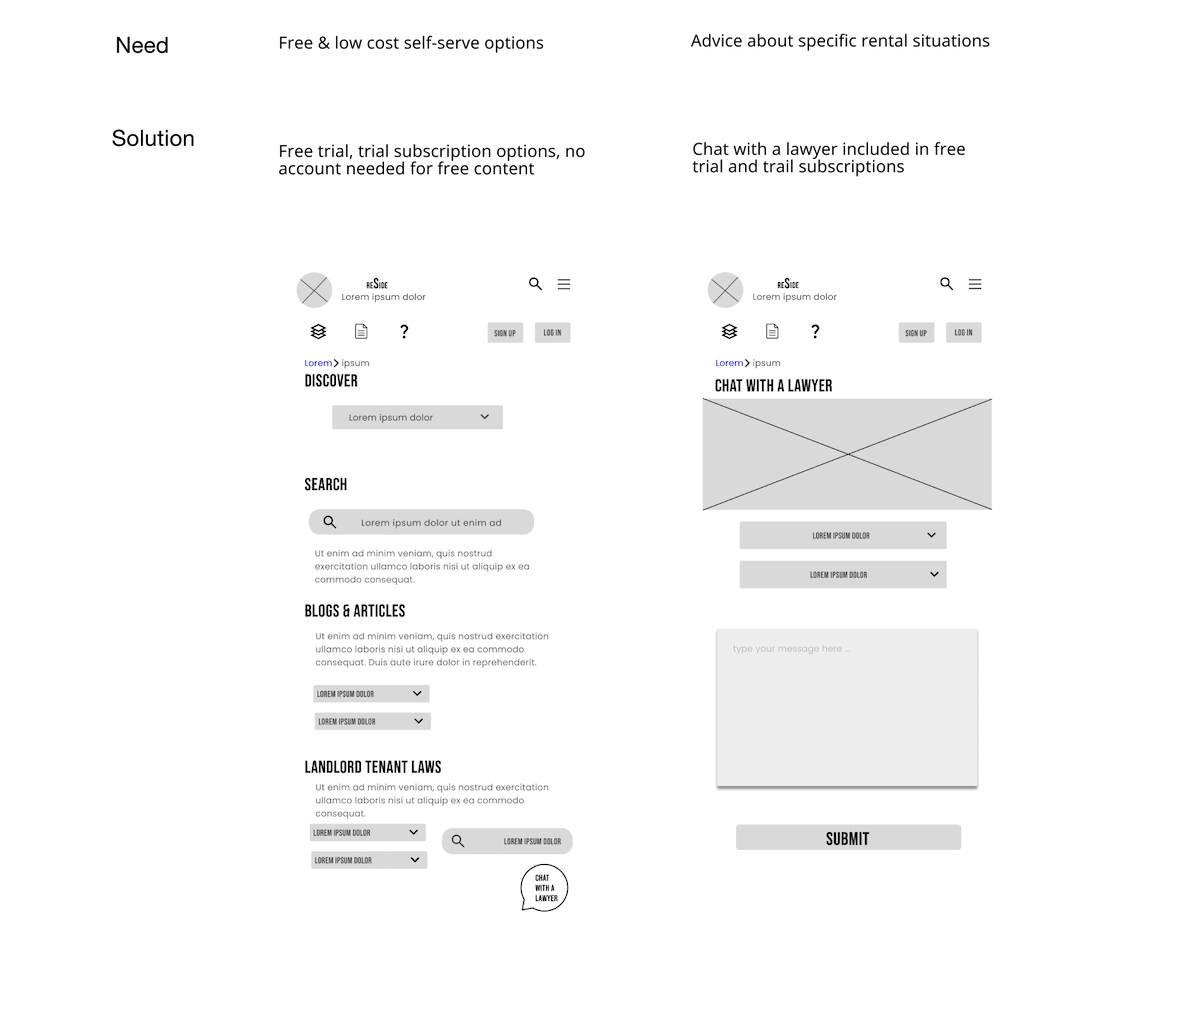 Need
Free & low cost self-serve options
Advice about specific rental situations
Solution
Free trial, trial subscription options, no
account needed for free content
Chat with a lawyer included in free
trial and trail subscriptions
RESIDE
Lorem ipsum dolor
?
SIGN UP
LOG IN
Lorem > ipsum
DISCOVER
Lorem ipsum dolor
SEARCH
Lorem ipsum dolor ut enim ad
Ut enim ad minim veniam, quis nostrud
exercitation ullamco laboris nisi ut aliquip ex ea
commodo consequat.
BLOGS & ARTICLES
Ut enim ad minim veniam, quis nostrud exercitation
ullamco laboris nisi ut aliquip ex ea commodo
consequat. Duis aute irure dolor in reprehenderit.
LOREM IPSUM DOLOR
LOREM IPSUM DOLOR
LANDLORD TENANT LAWS
Ut enim ad minim veniam, quis nostrud exercitation
ullamco laboris nisi ut aliquip ex ea commodo
consequat.
LOREM IPSUM DOLOR
LOREM IPSUM DOLOR
LOREM IPSUM DOLOR
CHAT
WITH A
LAWYER
RESIDE
Lorem ipsum dolor
?
SIGN UP
LOG IN
Lorem > ipsum
CHAT WITH A LAWYER
LOREM IPSUM DOLOR
LOREM IPSUM DOLOR
type your message here ...
SUBMIT